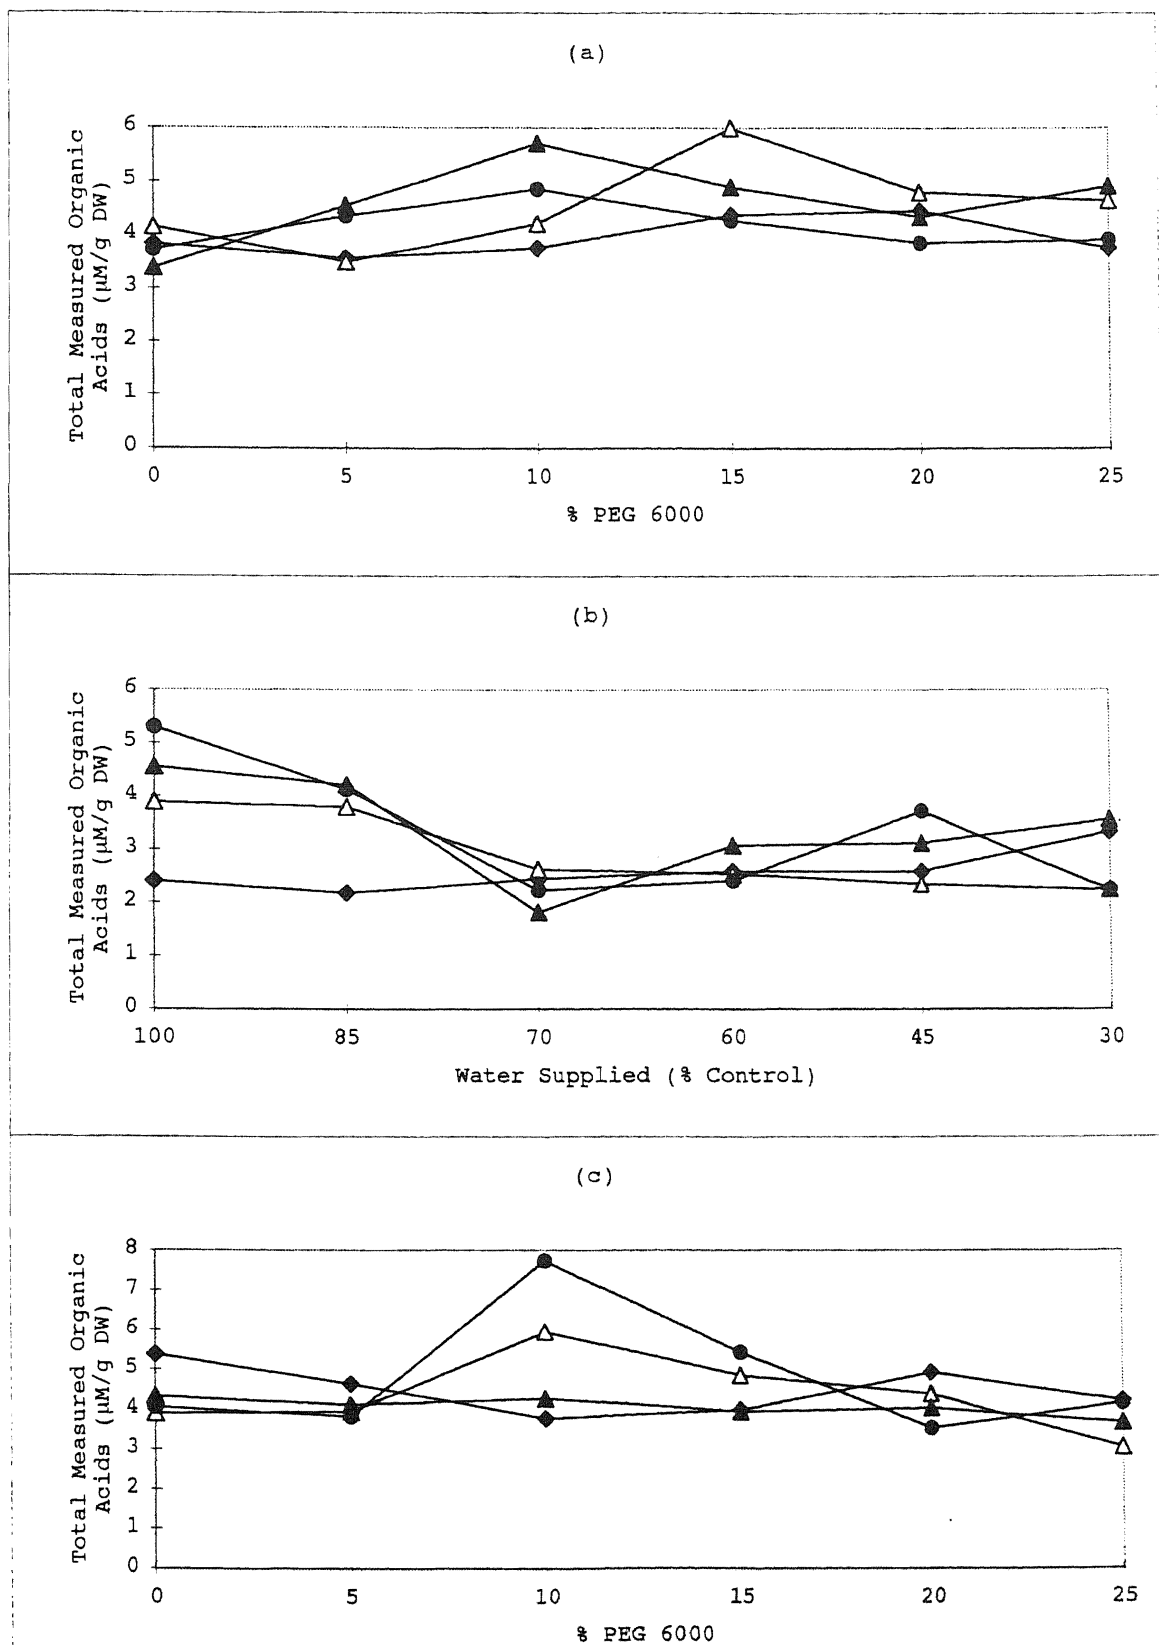 (a)
Total Measured Organic
Acids (µM/g DW)
6
5
4
3
2
1
0
0 5 10 15 20 25
% PEG 6000
(b)
Total Measured Organic
Acids (µM/g DW)
6
5
4
3
2
1
0
100 85 70 60 45 30
Water Supplied (% Control)
(c)
Total Measured Organic
Acids (µM/g DW)
8
7
6
5
4
3
2
1
0
0 5 10 15 20 25
% PEG 6000